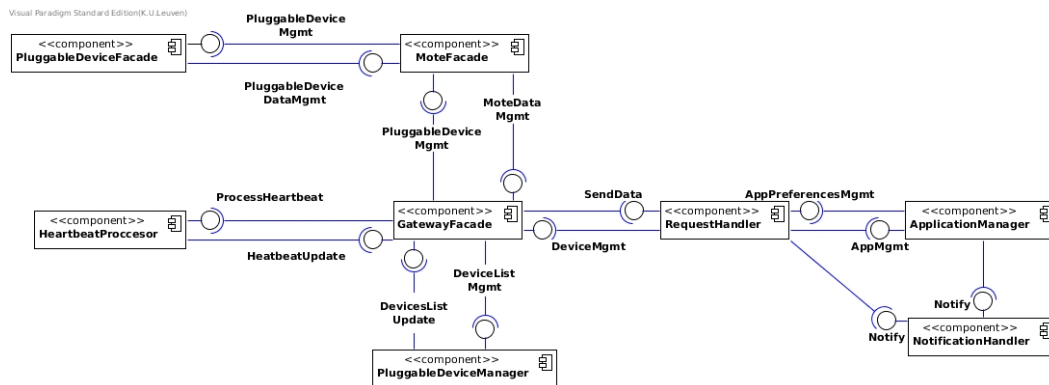 Visual Paradigm Standard Edition(K.U.Leuven)
PluggableDevice
Mgmt
<<component>>
PluggableDeviceFacade
<<component>>
MoteFacade
PluggableDevice
DataMgmt
MoteData
Mgmt
PluggableDevice
Mgmt
ProcessHeartbeat
SendData
AppPreferencesMgmt
<<component>>
HeartbeatProccesor
<<component>>
GatewayFacade
<<component>>
RequestHandler
<<component>>
ApplicationManager
HeatbeatUpdate
DeviceMgmt
AppMgmt
DeviceList
Mgmt
DevicesList
Update
Notify
Notify
<<component>>
NotificationHandler
<<component>>
PluggableDeviceManager